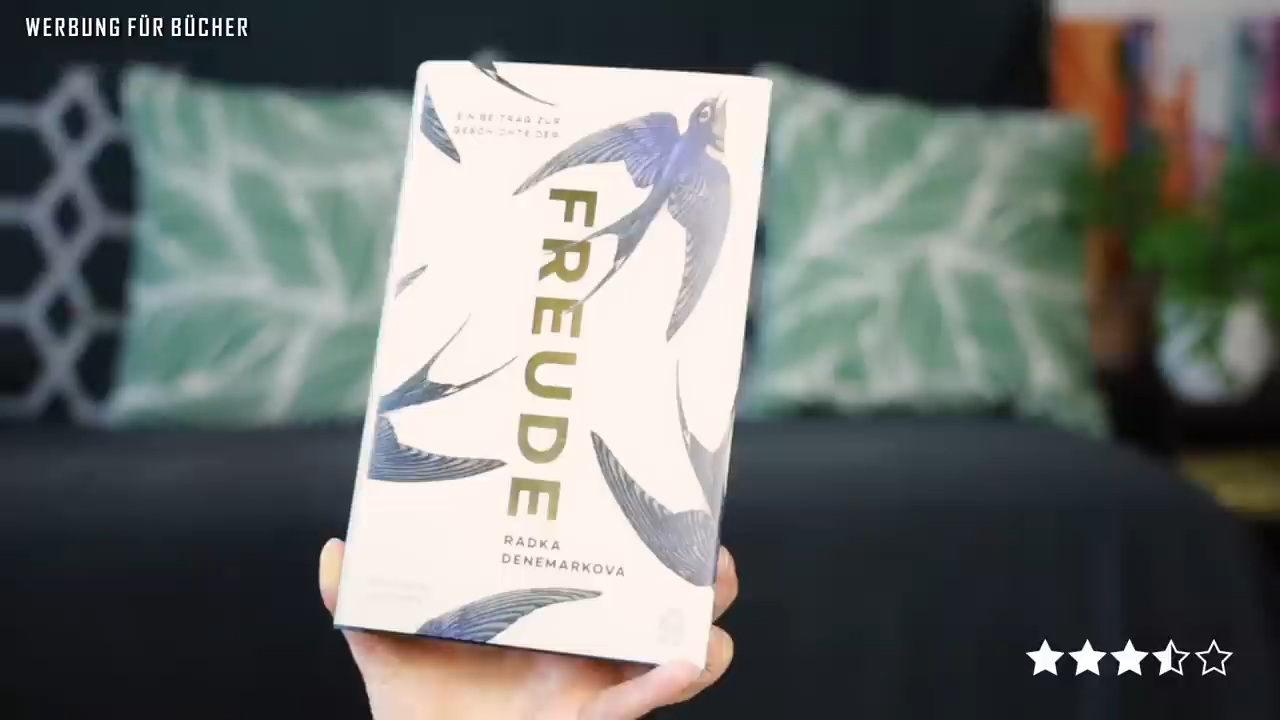 WERBUNG FÜR BÜCHER
EIN BEITRAG ZUR
GESCHICHTE DER
FREUDE
RADKA
DENEMARKOVA